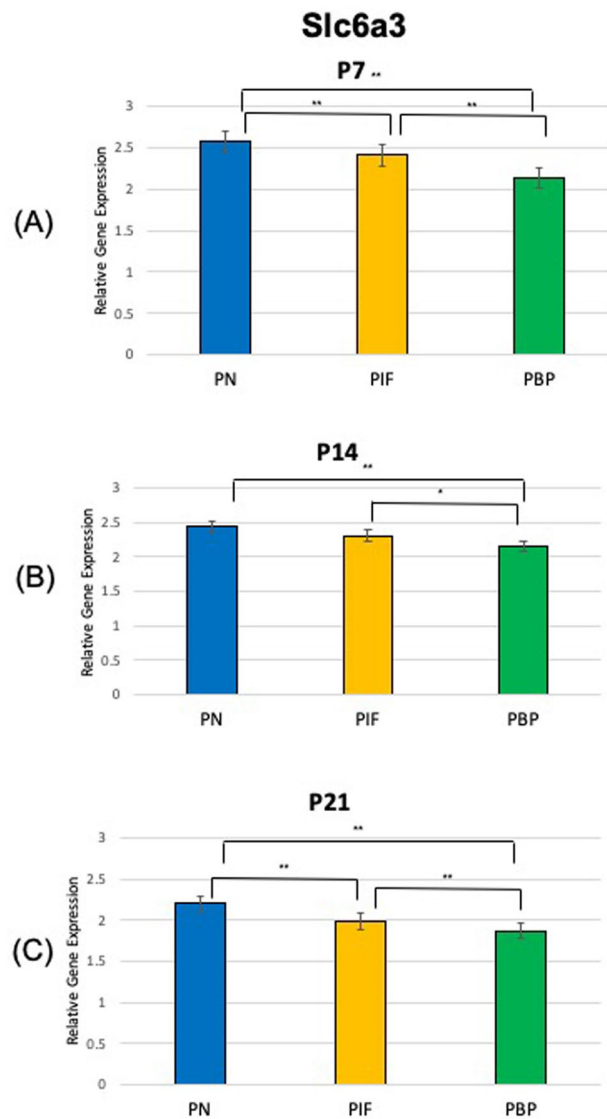 Slc6a3
P7 **
** **
(A)
Relative Gene Expression
3
2.5
2
1.5
1
0.5
0
PN PIF PBP
P14
**
*
(B)
Relative Gene Expression
3
2.5
2
1.5
1
0.5
0
PN PIF PBP
P21
**
** **
(C)
Relative Gene Expression
3
2.5
2
1.5
1
0.5
0
PN PIF PBP